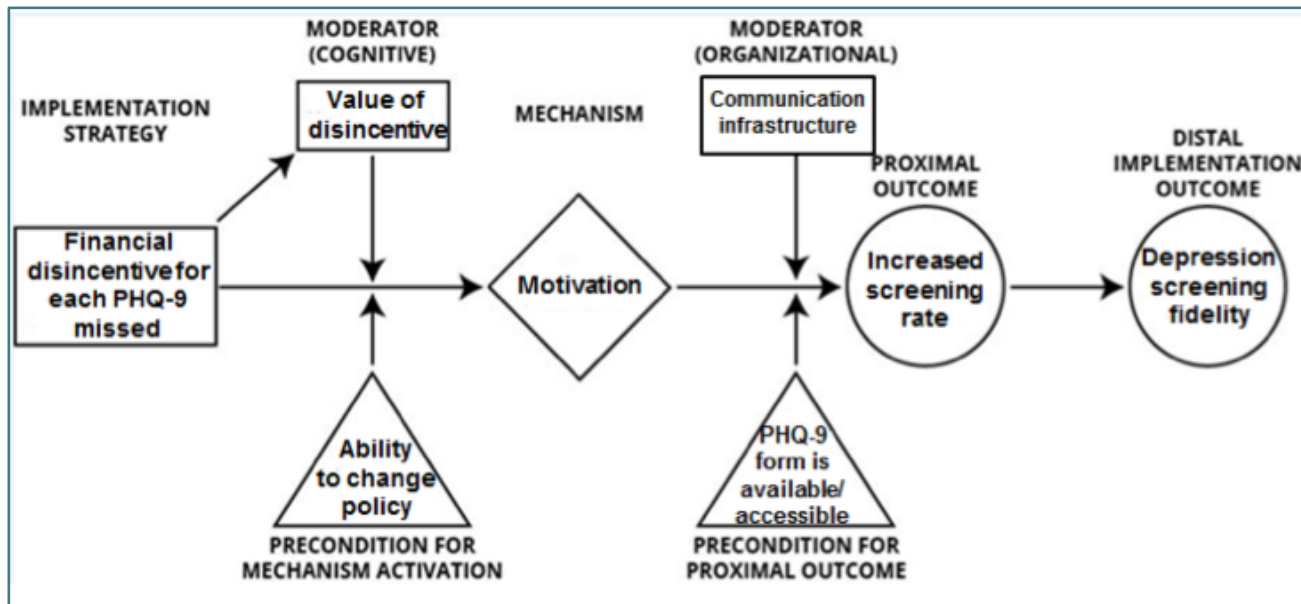 MODERATOR
(COGNITIVE)
Value of
disincentive
IMPLEMENTATION
STRATEGY
Financial
disincentive for
each PHQ-9
missed
Ability
to change
policy
PRECONDITION FOR
MECHANISM ACTIVATION
MECHANISM
Motivation
MODERATOR
(ORGANIZATIONAL)
Communication
infrastructure
PHQ-9
form is
available/
accessible
PRECONDITION FOR
PROXIMAL OUTCOME
PROXIMAL
OUTCOME
Increased
screening
rate
DISTAL
IMPLEMENTATION
OUTCOME
Depression
screening
fidelity